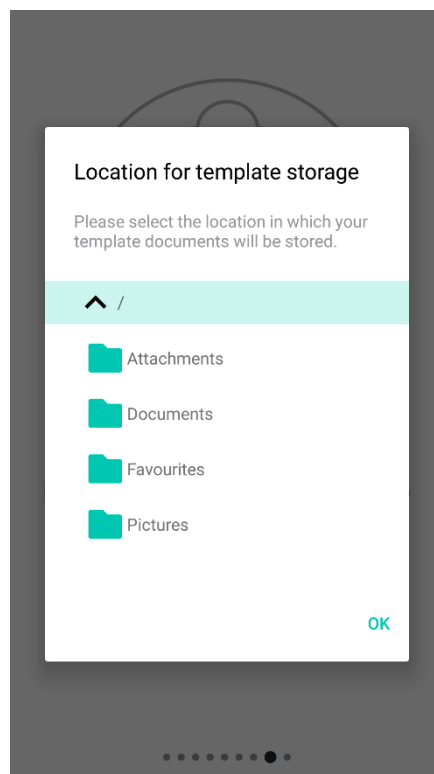 Location for template storage
Please select the location in which your
template documents will be stored.
/
Attachments
Documents
Favourites
Pictures
OK